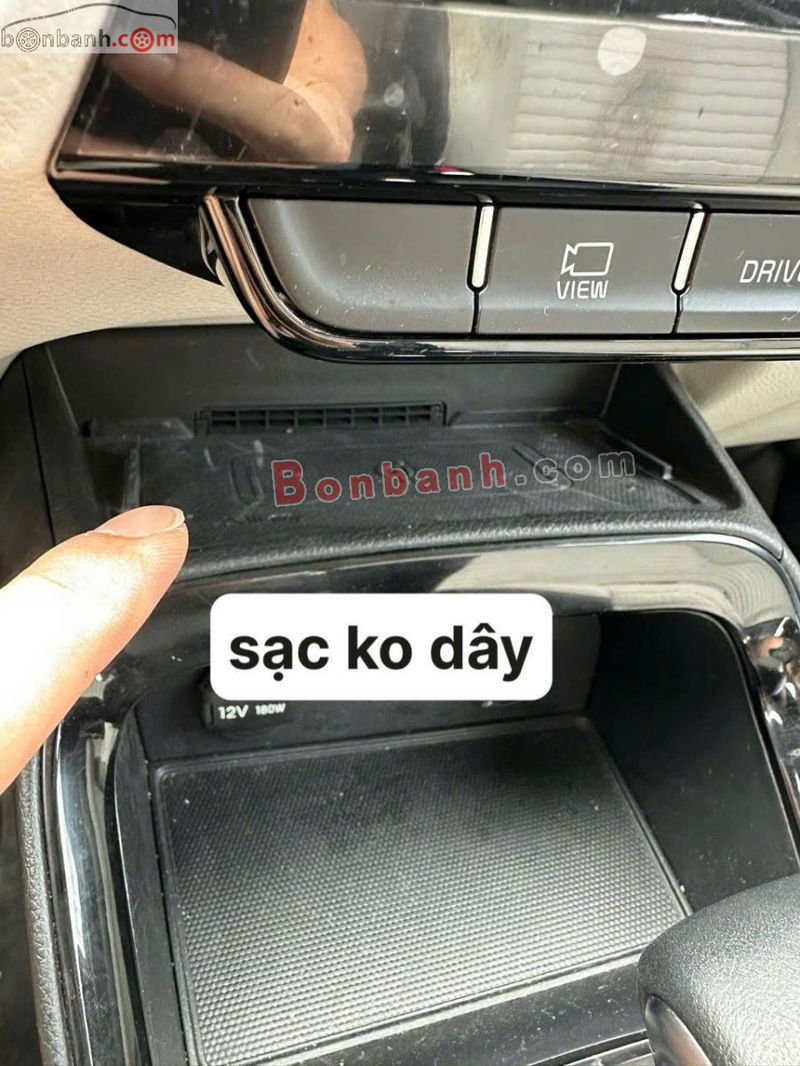 bonbanh.com
VIEW
DRIV
Bonbanh.com
sạc ko dây
12V 180W